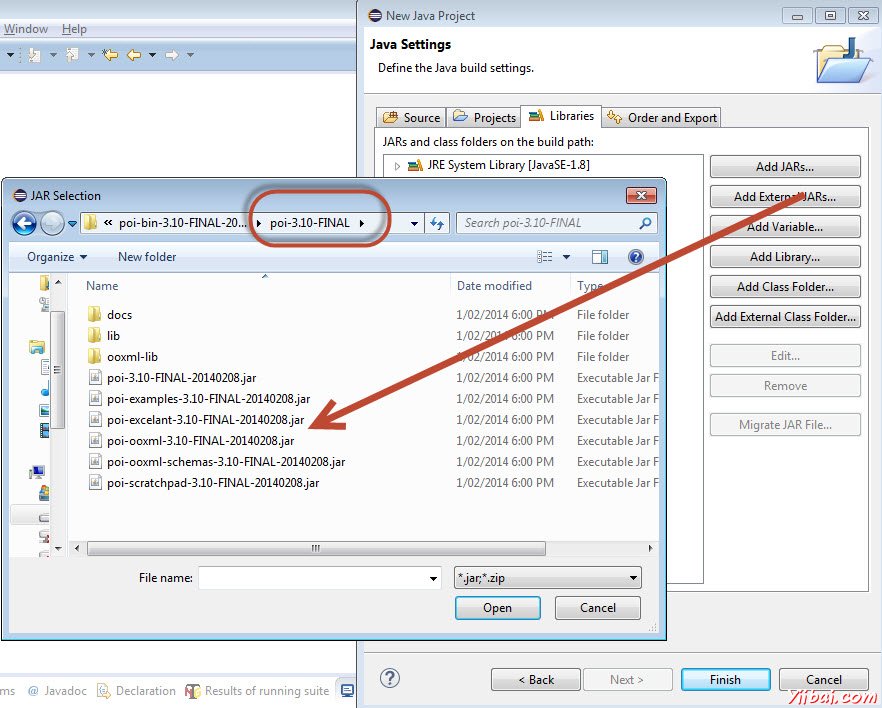 Window Help
New Java Project
Java Settings
Define the Java build settings.
Source Projects Libraries Order and Export
JARs and class folders on the build path:
JRE System Library [JavaSE-1.8]
Add JARs...
Add External JARs...
Add Variable...
Add Library...
Add Class Folder...
Add External Class Folder...
Edit...
Remove
Migrate JAR File...
JAR Selection
« poi-bin-3.10-FINAL-20... poi-3.10-FINAL Search poi-3.10-FINAL
Organize New folder
Name Date modified Type
docs 1/02/2014 6:00 PM File folder
lib 1/02/2014 6:00 PM File folder
ooxml-lib 1/02/2014 6:00 PM File folder
poi-3.10-FINAL-20140208.jar 1/02/2014 6:00 PM Executable Jar F
poi-examples-3.10-FINAL-20140208.jar 1/02/2014 6:00 PM Executable Jar F
poi-excelant-3.10-FINAL-20140208.jar 1/02/2014 6:00 PM Executable Jar F
poi-ooxml-3.10-FINAL-20140208.jar 1/02/2014 6:00 PM Executable Jar F
poi-ooxml-schemas-3.10-FINAL-20140208.jar 1/02/2014 6:00 PM Executable Jar F
poi-scratchpad-3.10-FINAL-20140208.jar 1/02/2014 6:00 PM Executable Jar F
File name: *.jar;*.zip
Open Cancel
< Back Next > Finish Cancel
ms @ Javadoc Declaration Results of running suite
Yiibai.com